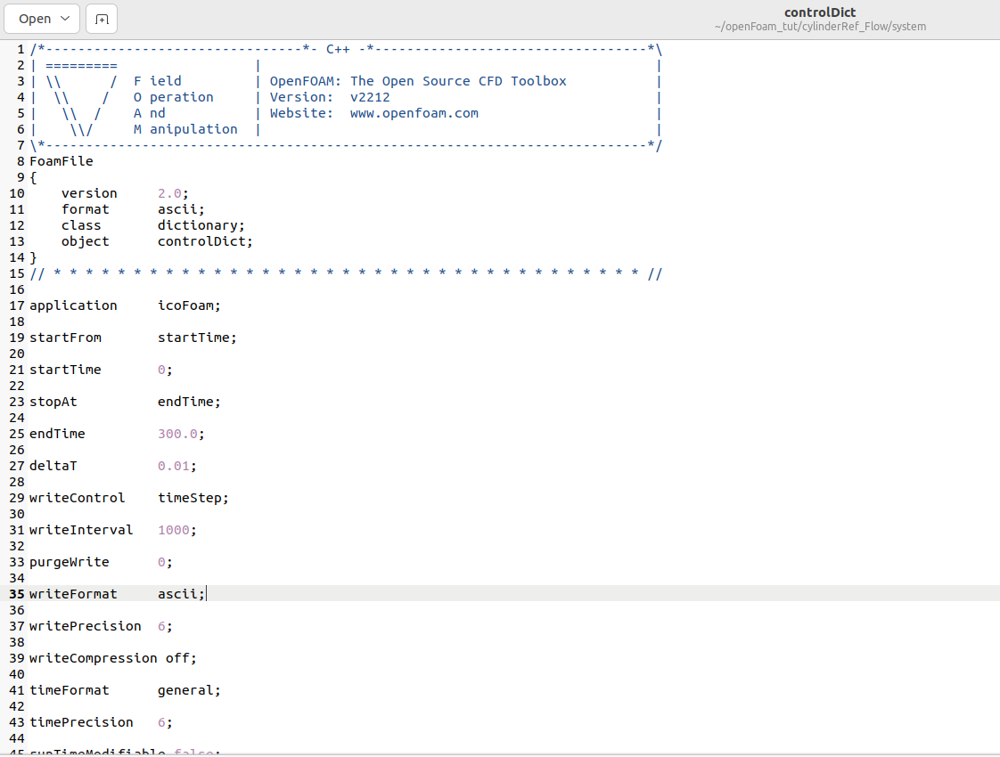 Open
controlDict
~/openFoam_tut/cylinderRef_Flow/system
1 /*--------------------------------*- C++ -*----------------------------------*\
2 | =========                 |                                                 |
3 | \\      /  F ield         | OpenFOAM: The Open Source CFD Toolbox           |
4 |  \\    /   O peration     | Version:  v2212                                 |
5 |   \\  /    A nd           | Website:  www.openfoam.com                      |
6 |    \\/     M anipulation  |                                                 |
7 \*---------------------------------------------------------------------------*/
8 FoamFile
9 {
10     version     2.0;
11     format      ascii;
12     class       dictionary;
13     object      controlDict;
14 }
15 // * * * * * * * * * * * * * * * * * * * * * * * * * * * * * * * * * * * * * //
16
17 application     icoFoam;
18
19 startFrom       startTime;
20
21 startTime       0;
22
23 stopAt          endTime;
24
25 endTime         300.0;
26
27 deltaT          0.01;
28
29 writeControl    timeStep;
30
31 writeInterval   1000;
32
33 purgeWrite      0;
34
35 writeFormat     ascii;
36
37 writePrecision  6;
38
39 writeCompression off;
40
41 timeFormat      general;
42
43 timePrecision   6;
44
45 runTimeModifiable false;